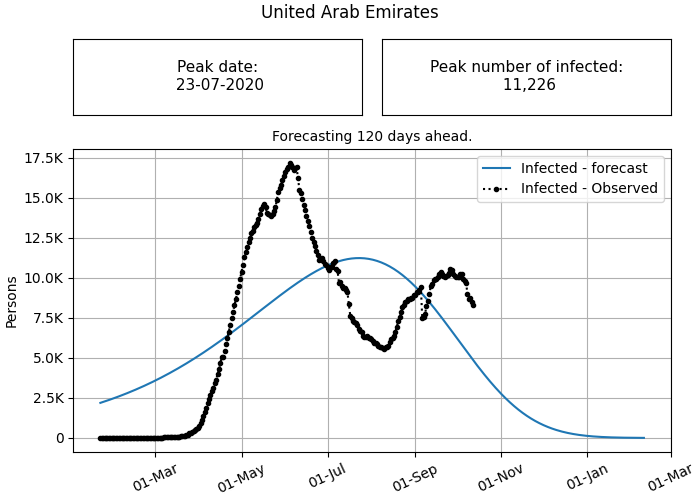 United Arab Emirates
Peak date:
23-07-2020
Peak number of infected:
11,226
Forecasting 120 days ahead.
17.5K
15.0K
12.5K
10.0K
7.5K
5.0K
2.5K
0
Persons
Infected - forecast
Infected - Observed
01-Mar
01-May
01-Jul
01-Sep
01-Nov
01-Jan
01-Mar